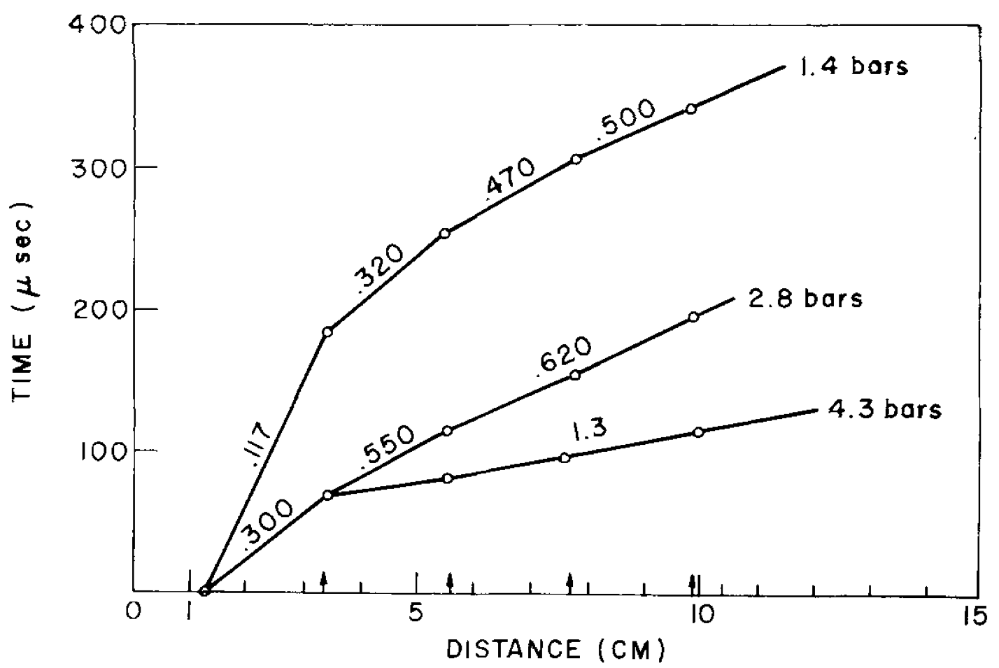 400
1.4 bars
.500
300
.470
.320
TIME (μ sec)
200
2.8 bars
.620
.117
100
.550
1.3
4.3 bars
.300
0 1 5 10 15
DISTANCE (CM)